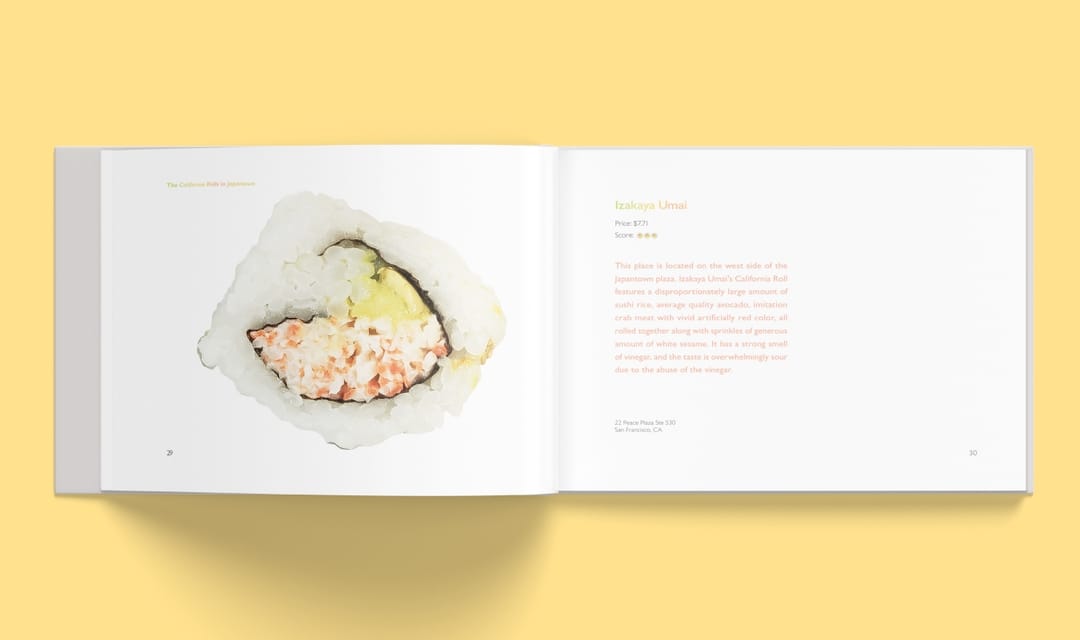 The California Rolls in Japantown
29
Izakaya Umai
Price: $7.71
Score:
This place is located on the west side of the
Japantown plaza. Izakaya Umai's California Roll
features a disproportionately large amount of
sushi rice, average quality avocado, imitation
crab meat with vivid artificially red color, all
rolled together along with sprinkles of generous
amount of white sesame. It has a strong smell
of vinegar, and the taste is overwhelmingly sour
due to the abuse of the vinegar.
22 Peace Plaza Ste 530
San Francisco, CA
30